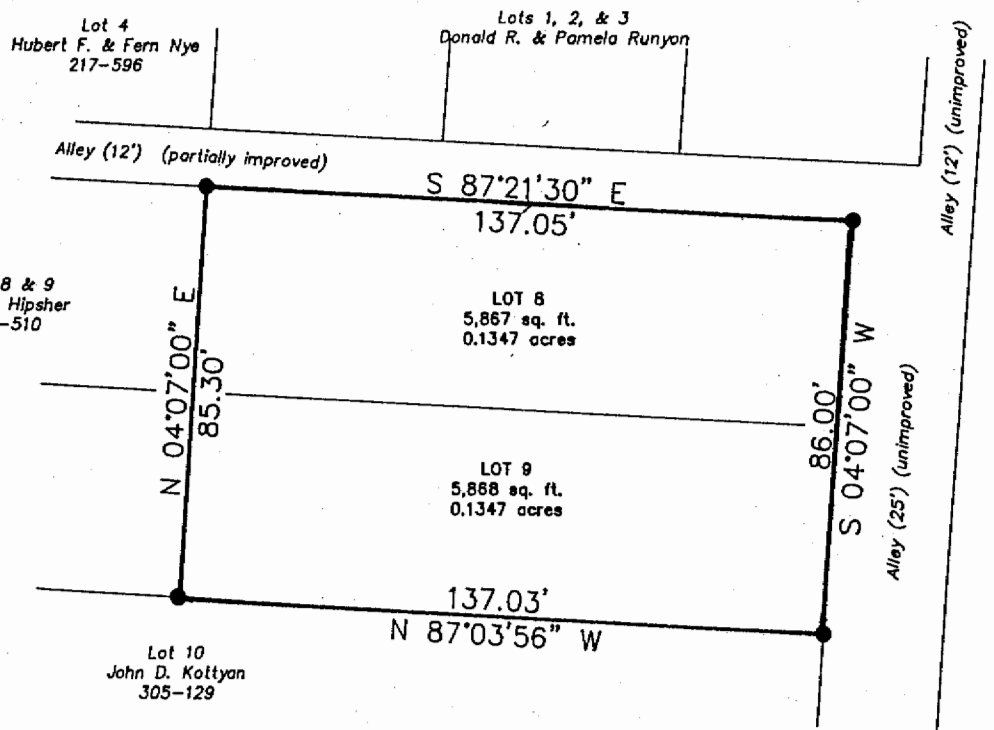 Lot 4
Hubert F. & Fern Nye
217-596
Lots 1, 2, & 3
Donald R. & Pamela Runyon
Alley (12') (unimproved)
Alley (12') (partially improved)
S 87°21'30" E
137.05'
8 & 9
Hipsher
-510
LOT 8
5,867 sq. ft.
0.1347 acres
N 04°07'00" E
85.30'
86.00'
S 04°07'00" W
Alley (25') (unimproved)
LOT 9
5,868 sq. ft.
0.1347 acres
137.03'
N 87°03'56" W
Lot 10
John D. Kottyan
305-129